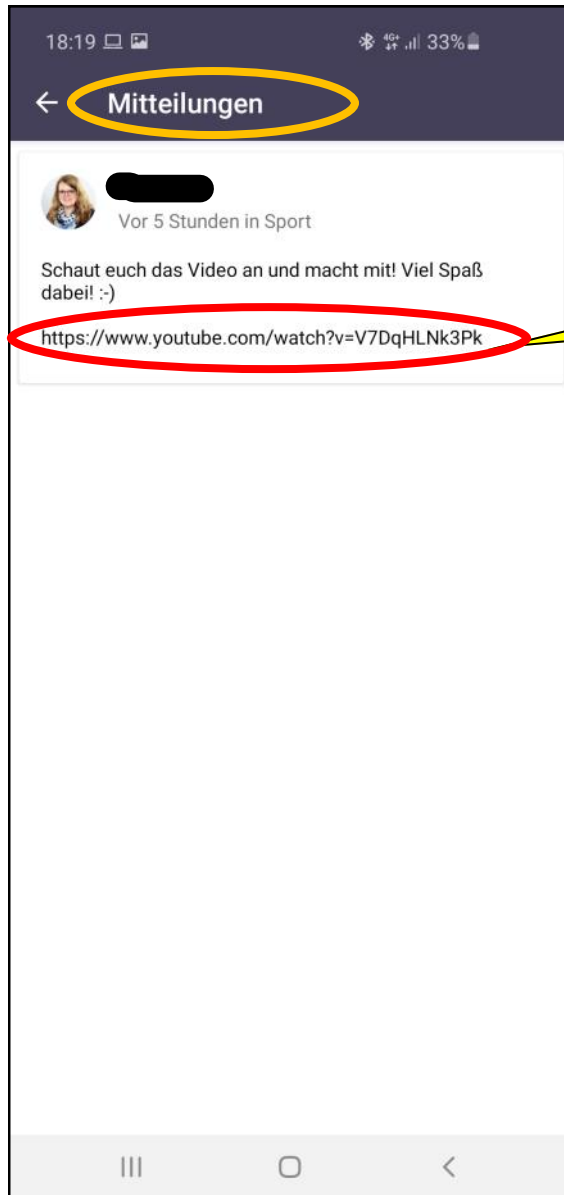 18:19 4G+ 33%
Mitteilungen
Vor 5 Stunden in Sport
Schaut euch das Video an und macht mit! Viel Spaß
dabei! :-)
https://www.youtube.com/watch?v=V7DqHLNk3Pk